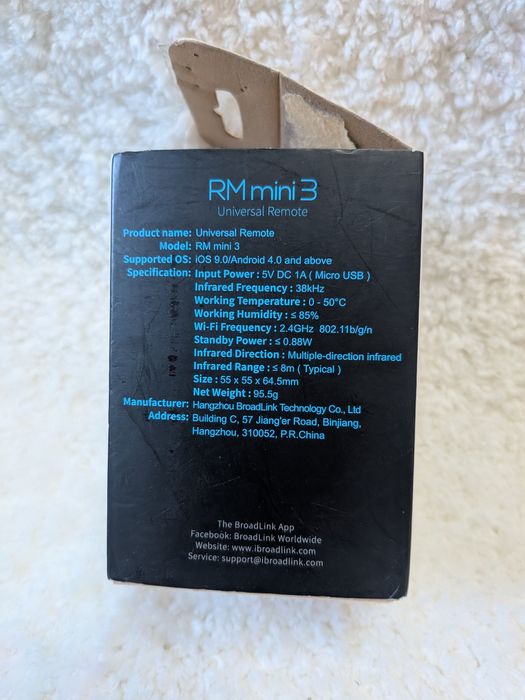 RM mini 3
Universal Remote
Product name: Universal Remote
Model: RM mini 3
Supported OS: iOS 9.0/Android 4.0 and above
Specification: Input Power : 5V DC 1A ( Micro USB )
Infrared Frequency : 38kHz
Working Temperature : 0 - 50°C
Working Humidity : ≤ 85%
Wi-Fi Frequency : 2.4GHz 802.11b/g/n
Standby Power : ≤ 0.88W
Infrared Direction : Multiple-direction infrared
Infrared Range : ≤ 8m ( Typical )
Size : 55 x 55 x 64.5mm
Net Weight : 95.5g
Manufacturer: Hangzhou BroadLink Technology Co., Ltd
Address: Building C, 57 Jiang'er Road, Binjiang,
Hangzhou, 310052, P.R.China
The BroadLink App
Facebook: BroadLink Worldwide
Website: www.ibroadlink.com
Service: support@ibroadlink.com